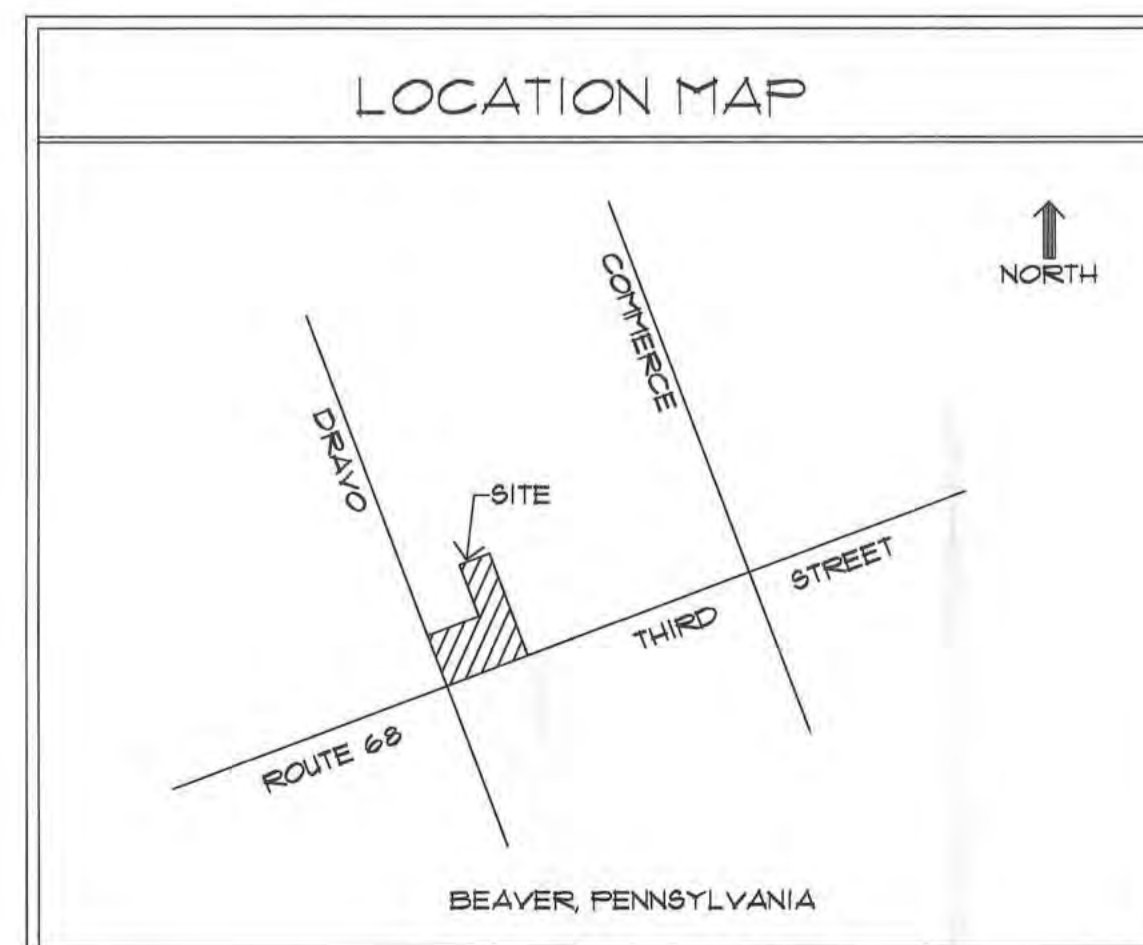 LOCATION MAP
NORTH
COMMERCE
DRAVO
SITE
THIRD
STREET
ROUTE 68
BEAVER, PENNSYLVANIA